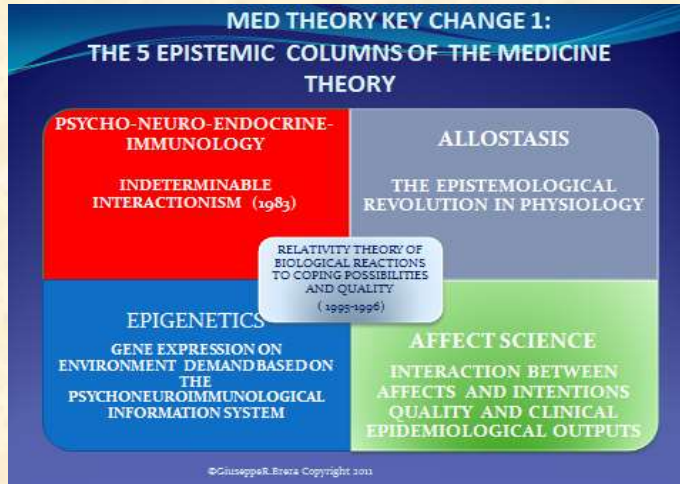 MED THEORY KEY CHANGE 1:
THE 5 EPISTEMIC COLUMNS OF THE MEDICINE
THEORY
PSYCHO-NEURO-ENDOCRINE-
IMMUNOLOGY
INDETERMINABLE
INTERACTIONISM (1983)
ALLOSTASIS
THE EPISTEMOLOGICAL
REVOLUTION IN PHYSIOLOGY
RELATIVITY THEORY OF
BIOLOGICAL REACTIONS
TO COPING POSSIBILITIES
AND QUALITY
( 1995-1996)
EPIGENETICS
GENE EXPRESSION ON
ENVIRONMENT DEMAND BASED ON
THE
PSYCHONEUROIMMUNOLOGICAL
INFORMATION SYSTEM
AFFECT SCIENCE
INTERACTION BETWEEN
AFFECTS AND INTENTIONS
QUALITY AND CLINICAL
EPIDEMIOLOGICAL OUTPUTS
©GiuseppeR.Brera Copyright 2011